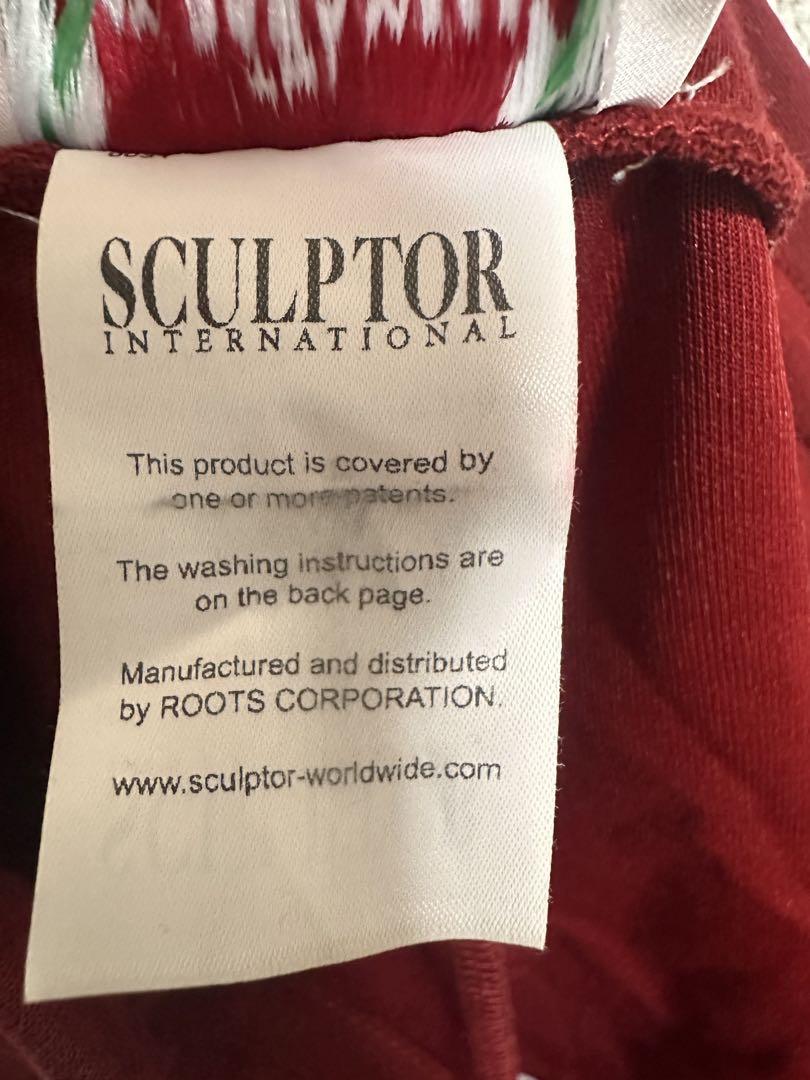 SCULPTOR
INTERNATIONAL
This product is covered by
one or more patents.
The washing instructions are
on the back page.
Manufactured and distributed
by ROOTS CORPORATION.
www.sculptor-worldwide.com